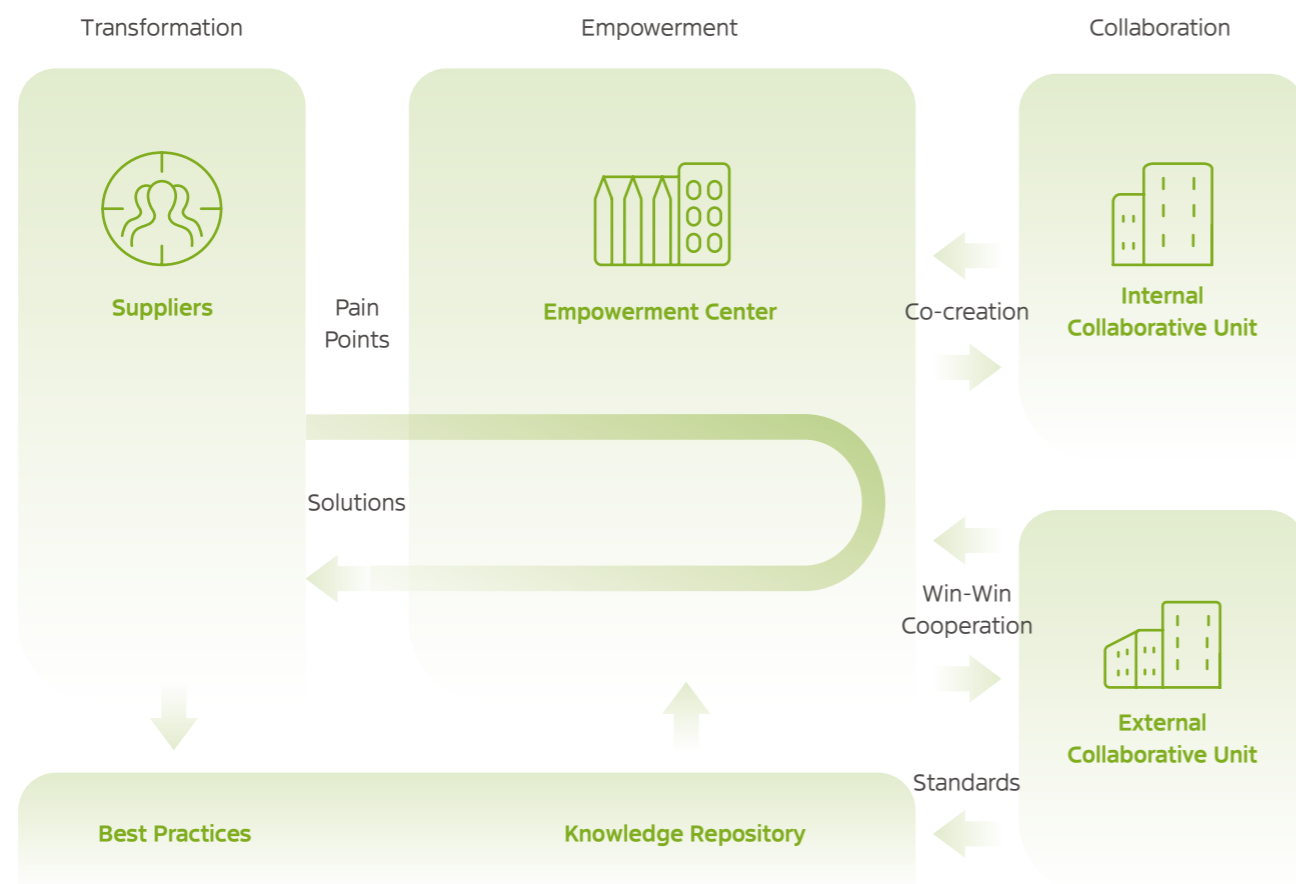 Transformation
Empowerment
Collaboration
Suppliers
Pain
Points
Empowerment Center
Co-creation
Internal
Collaborative Unit
Solutions
Win-Win
Cooperation
External
Collaborative Unit
Standards
Best Practices
Knowledge Repository